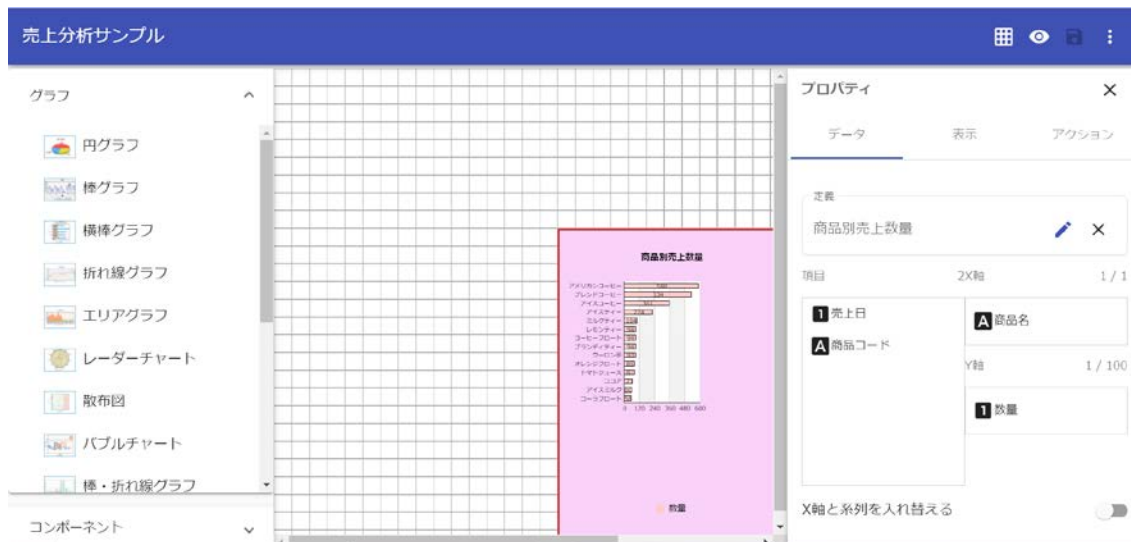 売上分析サンプル
グラフ
円グラフ
棒グラフ
横棒グラフ
折れ線グラフ
エリアグラフ
レーダーチャート
散布図
バブルチャート
棒・折れ線グラフ
コンポーネント
商品別売上数量
アメリカンコーヒー
ブレンドコーヒー
アイスコーヒー
アイスティー
ミルクティー
レモンティー
コーヒーフロート
ブランディティー
ウーロン茶
オレンジフロート
トマトジュース
ココア
アイスミルク
コーラフロート
0 120 240 360 480 600
数量
プロパティ
データ 表示 アクション
定義
商品別売上数量
項目 2X軸 1 / 1
1 売上日
A 商品コード
A 商品名
Y軸 1 / 100
1 数量
X軸と系列を入れ替える